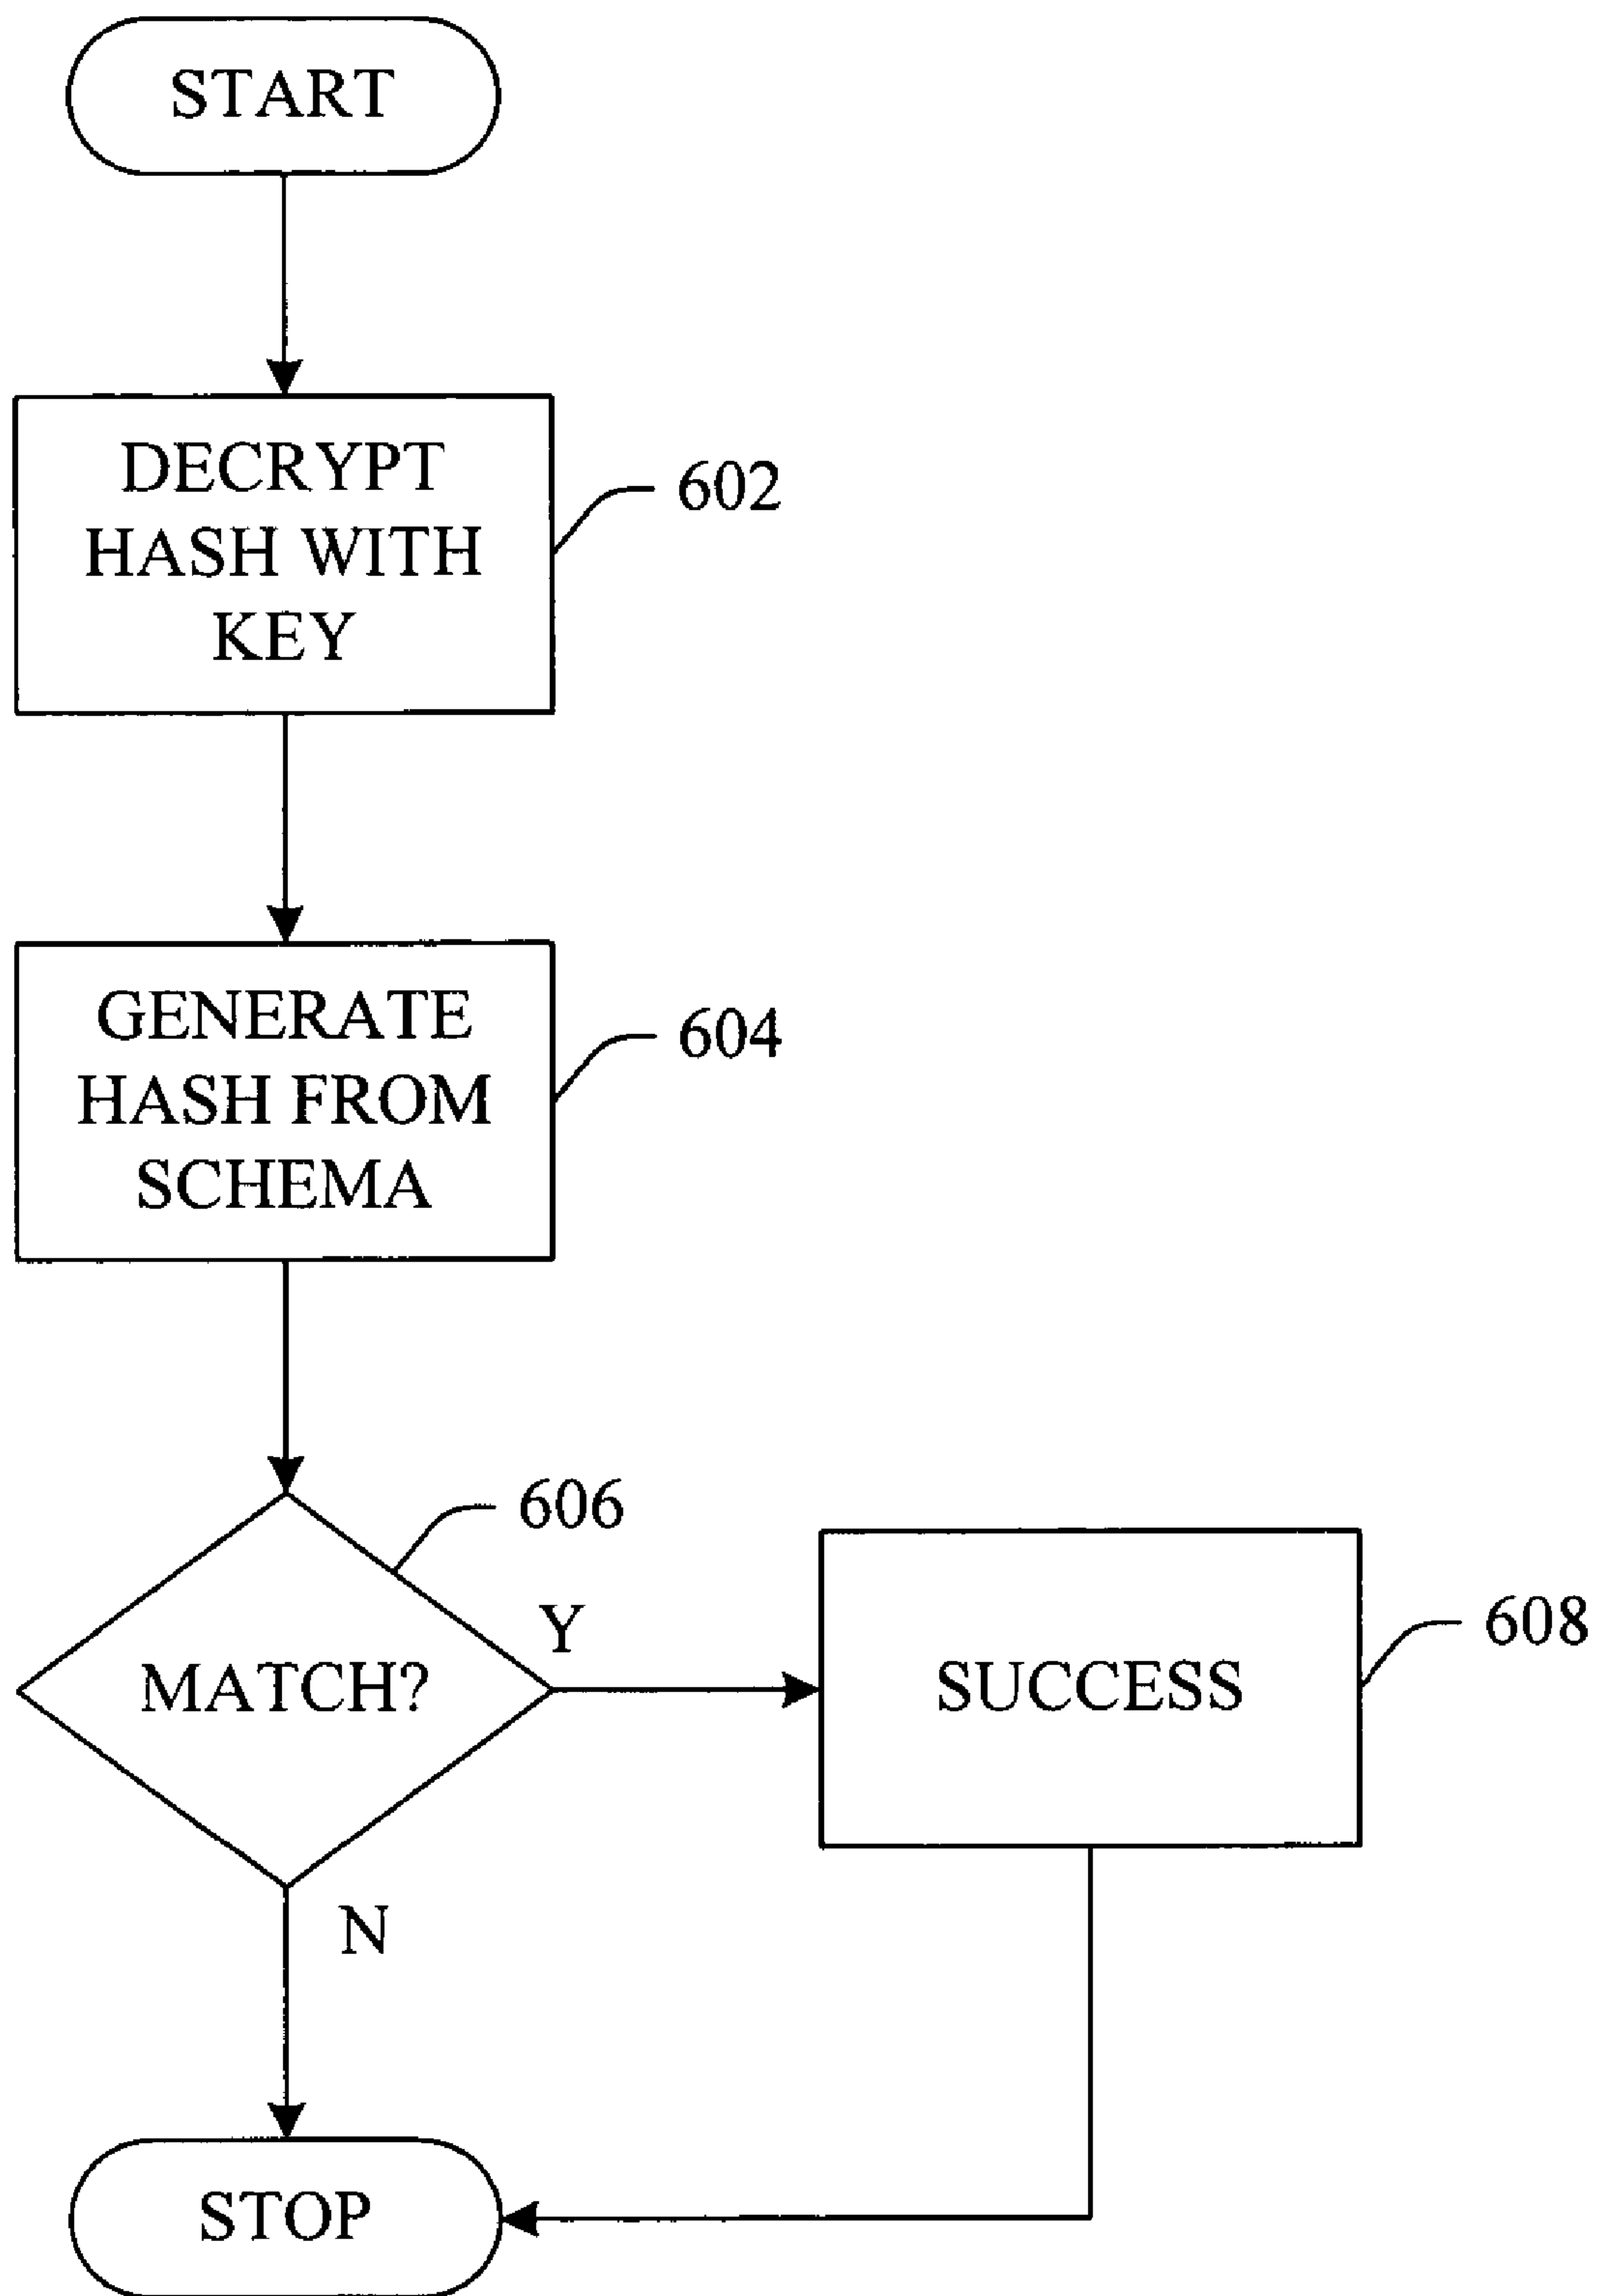 START
DECRYPT
HASH WITH
KEY
602
GENERATE
HASH FROM
SCHEMA
604
606
MATCH?
Y
SUCCESS
608
N
STOP